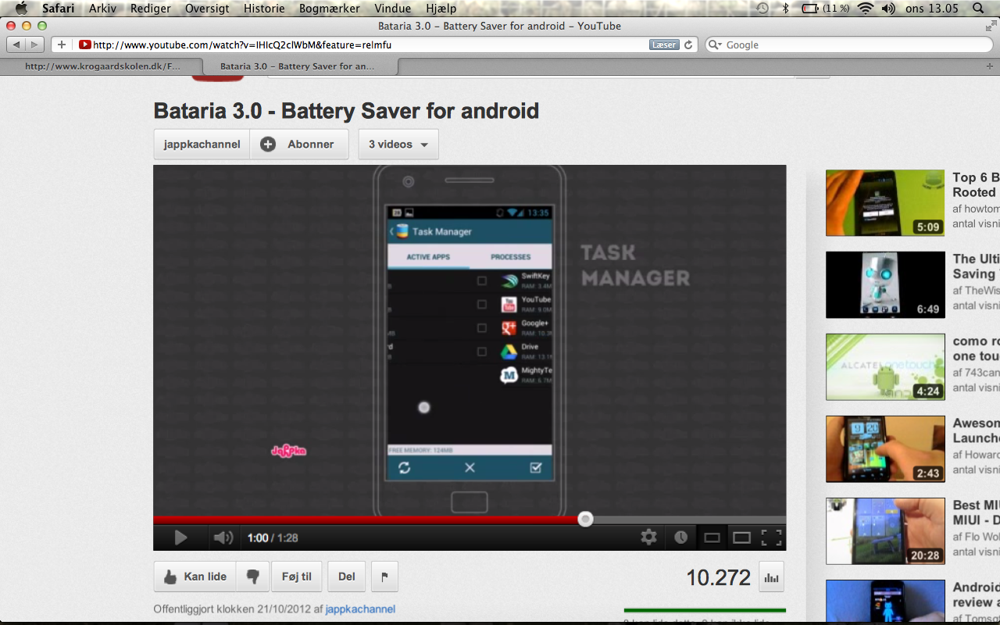 Safari Arkiv Rediger Oversigt Historie Bogmærker Vindue Hjælp (11 %) ons 13.05
Bataria 3.0 – Battery Saver for android – YouTube
http://www.youtube.com/watch?v=IHIcQ2clWbM&feature=relmfu Læser Google
http://www.krogaardskolen.dk/F... Bataria 3.0 – Battery Saver for an...
Bataria 3.0 - Battery Saver for android
jappkachannel Abonner 3 videos
13:35
Task Manager
ACTIVE APPS PROCESSES
SwiftKey
RAM: 3.4M
YouTube
RAM: 9.0M
Google+
RAM: 10.3
Drive
RAM: 13.1
MightyTe
RAM: 6.7M
FREE MEMORY: 124MB
TASK
MANAGER
Jappka
1:00 / 1:28
Kan lide Føj til Del 10.272
Offentliggjort klokken 21/10/2012 af jappkachannel
Top 6 B
Rooted
af howtom
antal visni
5:09
The Ulti
Saving
af TheWis
antal visni
6:49
como ro
one tou
af 743can
antal visni
ALCATEL onetouch
4:24
Awesom
Launche
af Howard
antal visni
2:43
Best MIU
MIUI - D
af Flo Wol
antal visni
20:28
Android
review a
af Tomsg